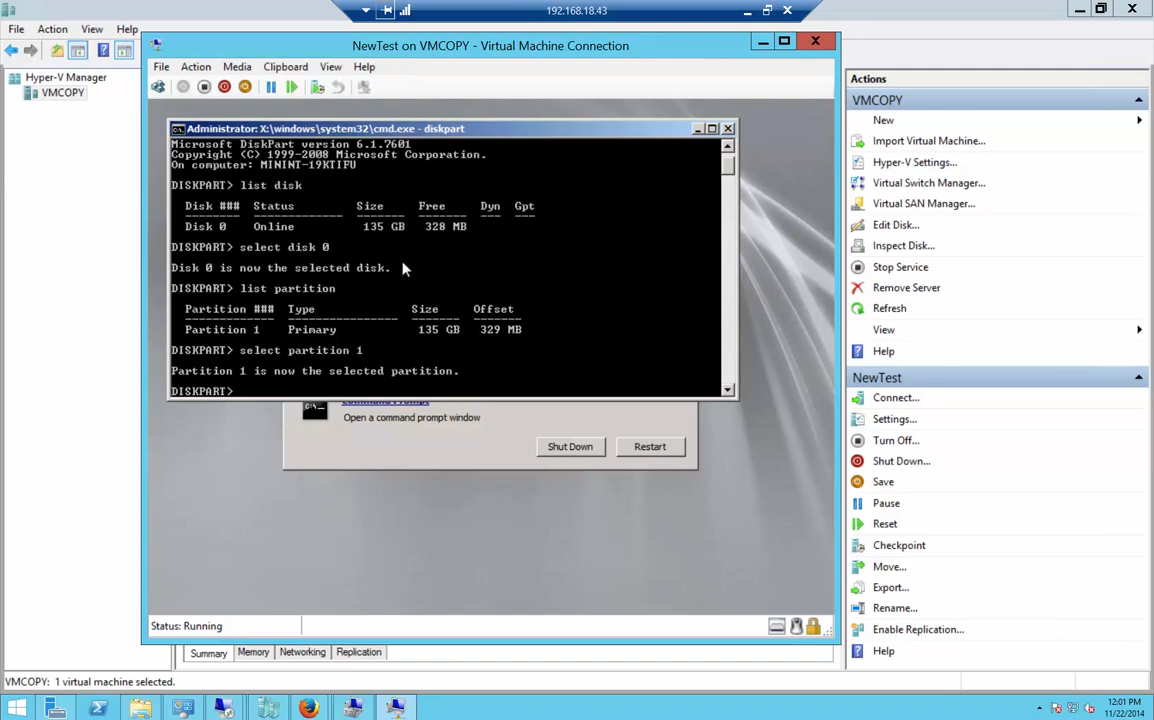 192.168.18.43
File Action View Help
NewTest on VMCOPY - Virtual Machine Connection
Hyper-V Manager
VMCOPY
File Action Media Clipboard View Help
Administrator: X:\windows\system32\cmd.exe - diskpart
Microsoft DiskPart version 6.1.7601
Copyright (C) 1999-2008 Microsoft Corporation.
On computer: MININT-19KTIFU
DISKPART> list disk
Disk ### Status Size Free Dyn Gpt
Disk 0 Online 135 GB 328 MB
DISKPART> select disk 0
Disk 0 is now the selected disk.
DISKPART> list partition
Partition ### Type Size Offset
Partition 1 Primary 135 GB 329 MB
DISKPART> select partition 1
Partition 1 is now the selected partition.
DISKPART>
Command Prompt
Open a command prompt window
Shut Down Restart
Status: Running
Summary Memory Networking Replication
VMCOPY: 1 virtual machine selected.
Actions
VMCOPY
New
Import Virtual Machine...
Hyper-V Settings...
Virtual Switch Manager...
Virtual SAN Manager...
Edit Disk...
Inspect Disk...
Stop Service
Remove Server
Refresh
View
Help
NewTest
Connect...
Settings...
Turn Off...
Shut Down...
Save
Pause
Reset
Checkpoint
Move...
Export...
Rename...
Enable Replication...
Help
12:01 PM
11/22/2014